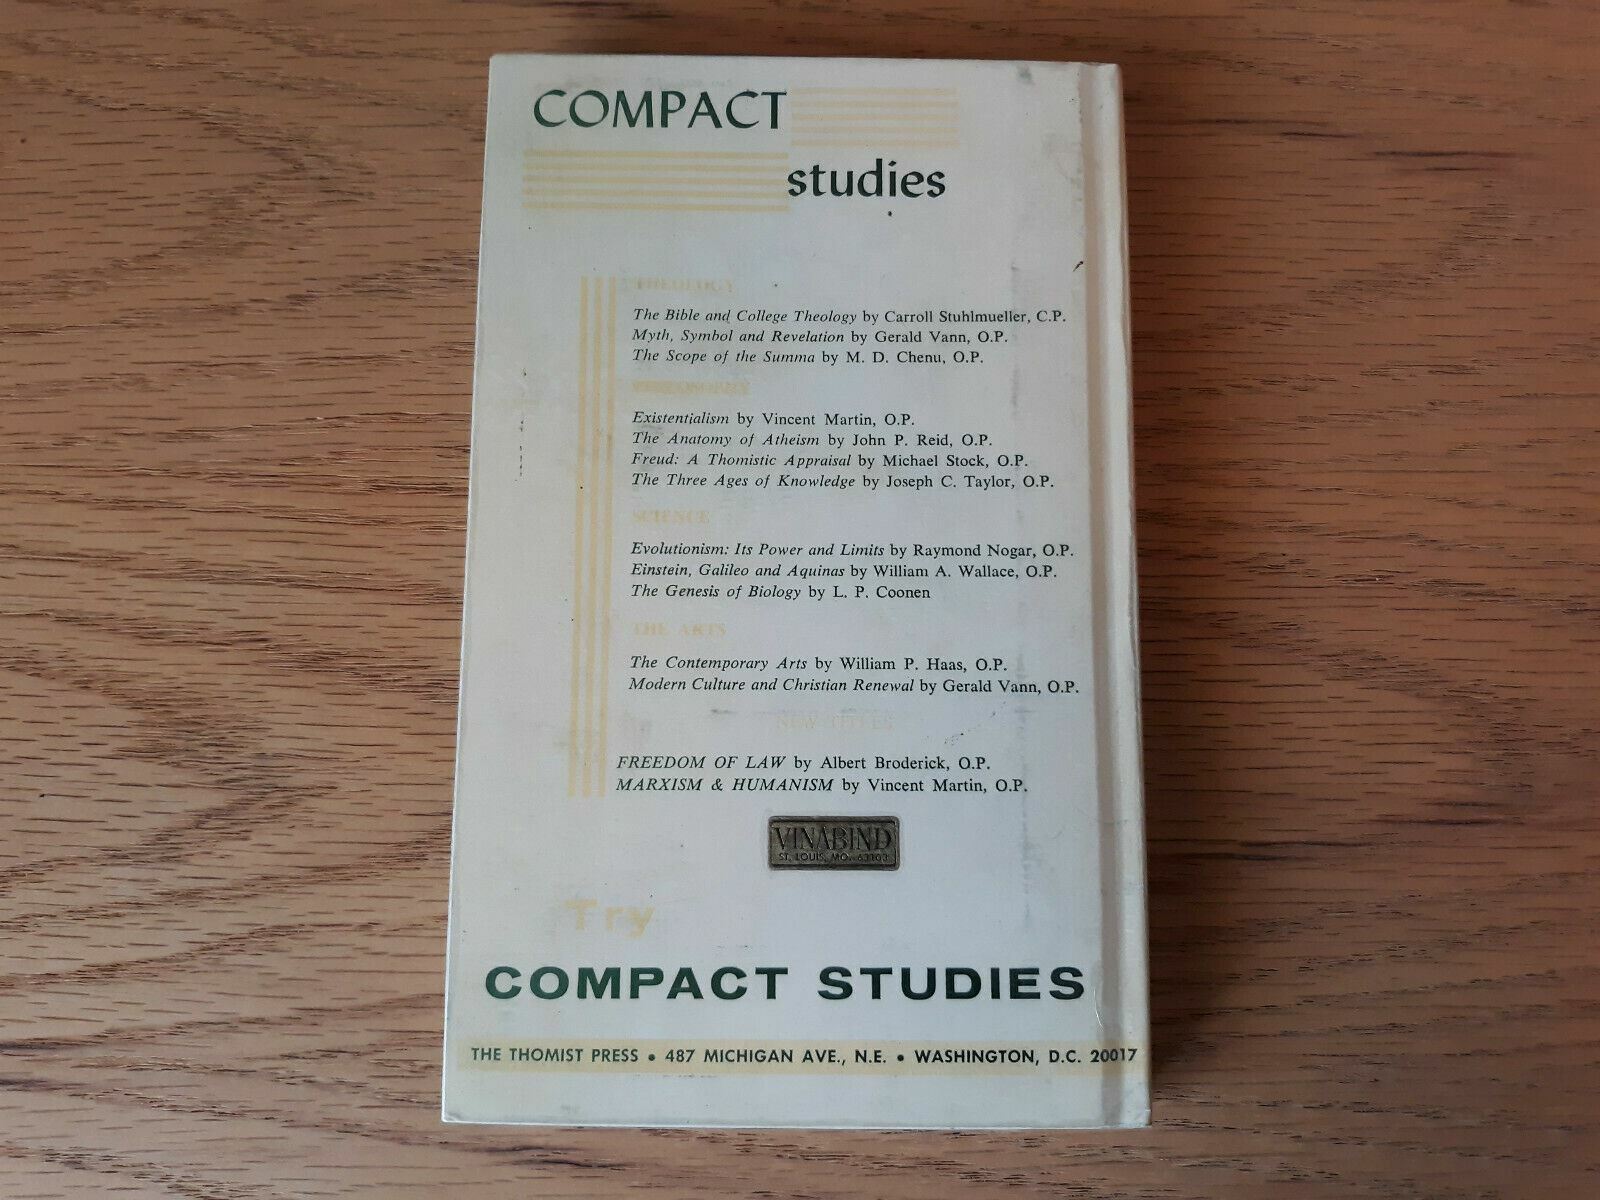 COMPACT
studies
THEOLOGY
The Bible and College Theology by Carroll Stuhlmueller, C.P.
Myth, Symbol and Revelation by Gerald Vann, O.P.
The Scope of the Summa by M. D. Chenu, O.P.
PHILOSOPHY
Existentialism by Vincent Martin, O.P.
The Anatomy of Atheism by John P. Reid, O.P.
Freud: A Thomistic Appraisal by Michael Stock, O.P.
The Three Ages of Knowledge by Joseph C. Taylor, O.P.
SCIENCE
Evolutionism: Its Power and Limits by Raymond Nogar, O.P.
Einstein, Galileo and Aquinas by William A. Wallace, O.P.
The Genesis of Biology by L. P. Coonen
THE ARTS
The Contemporary Arts by William P. Haas, O.P.
Modern Culture and Christian Renewal by Gerald Vann, O.P.
NEW TITLES
FREEDOM OF LAW by Albert Broderick, O.P.
MARXISM & HUMANISM by Vincent Martin, O.P.
VINABIND
ST. LOUIS, MO. 63103
Try
COMPACT STUDIES
THE THOMIST PRESS • 487 MICHIGAN AVE., N.E. • WASHINGTON, D.C. 20017